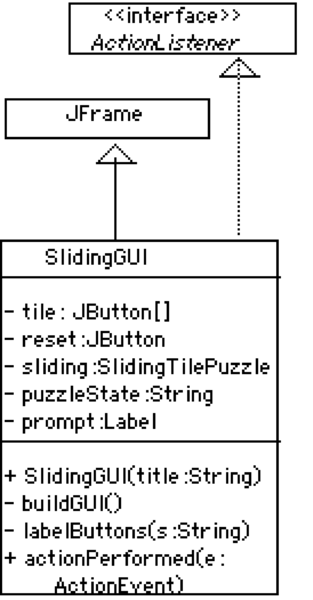 <<interface>>
ActionListener
JFrame
SlidingGUI
- tile: JButton[]
- reset:JButton
- sliding:SlidingTilePuzzle
- puzzleState:String
- prompt:Label
+ SlidingGUI(title:String)
- buildGUI()
- labelButtons(s:String)
+ actionPerformed(e:
ActionEvent)